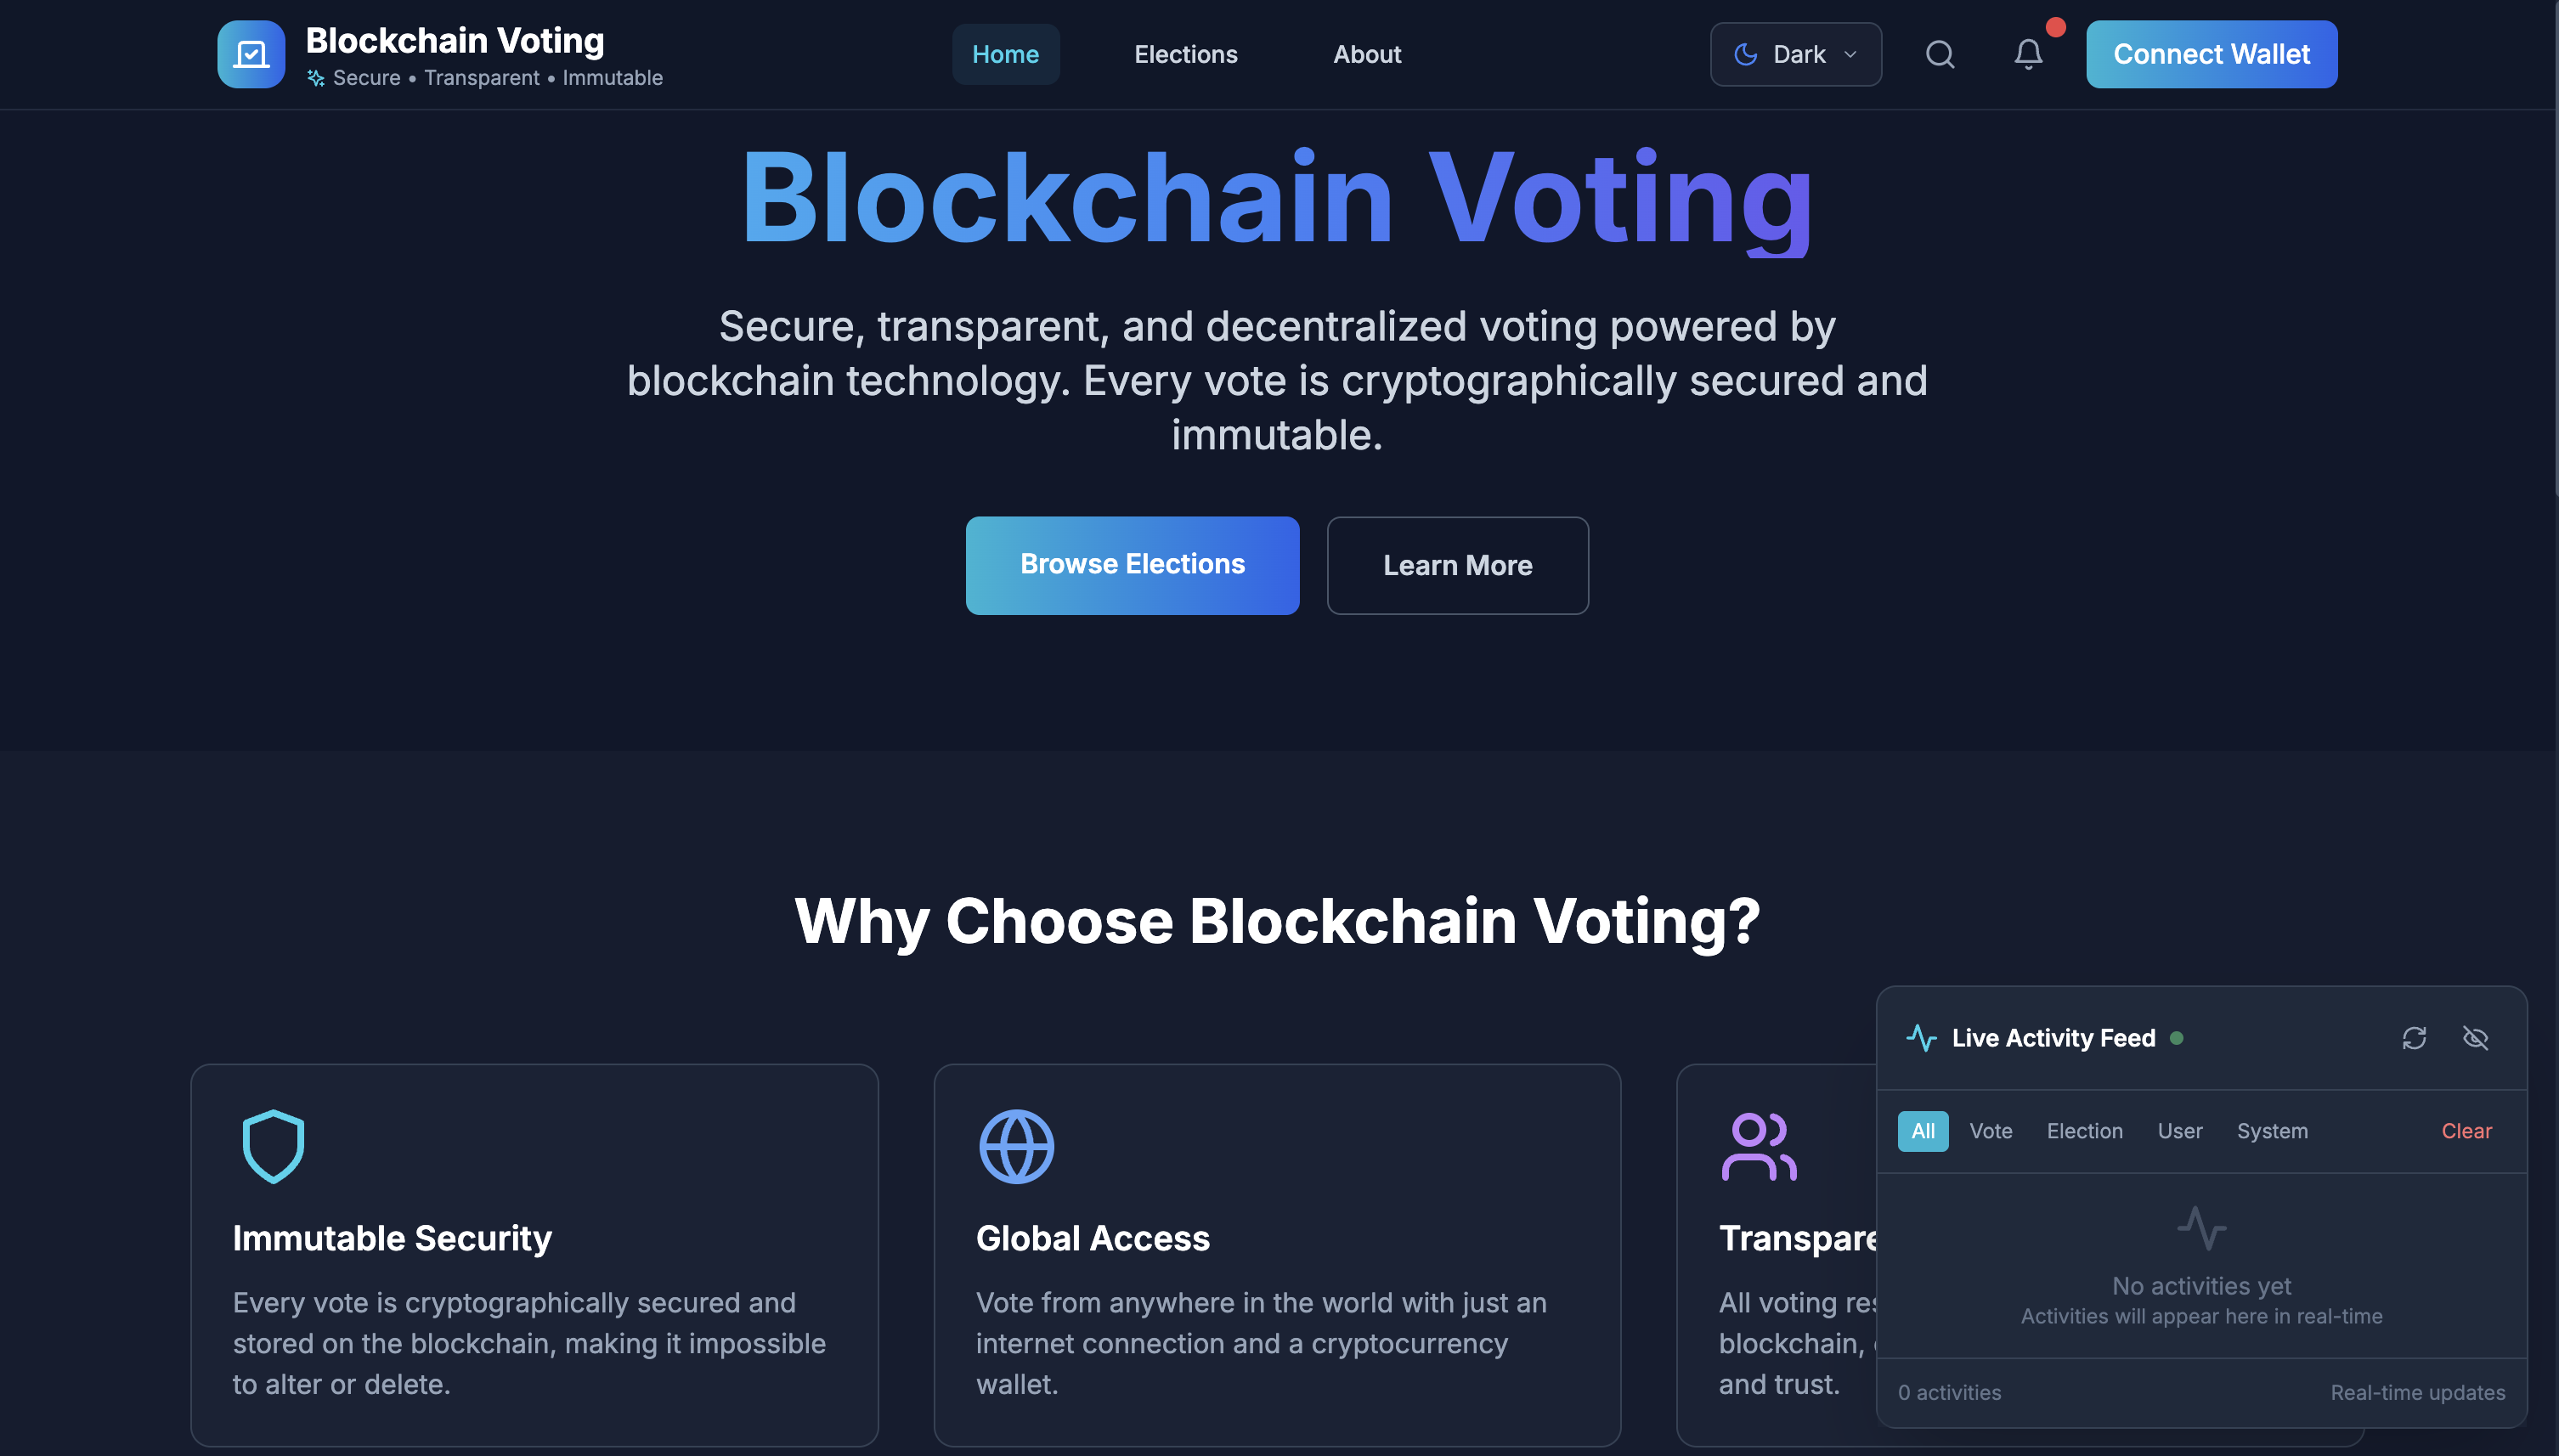 Blockchain Voting
Secure • Transparent • Immutable
Home
Elections
About
Dark
Connect Wallet
Blockchain Voting
Secure, transparent, and decentralized voting powered by
blockchain technology. Every vote is cryptographically secured and
immutable.
Browse Elections
Learn More
Why Choose Blockchain Voting?
Immutable Security
Every vote is cryptographically secured and
stored on the blockchain, making it impossible
to alter or delete.
Global Access
Vote from anywhere in the world with just an
internet connection and a cryptocurrency
wallet.
All voting
blockchain,
and trust.
Live Activity Feed
All
Vote
Election
User
System
Clear
No activities yet
Activities will appear here in real-time
0 activities
Real-time updates